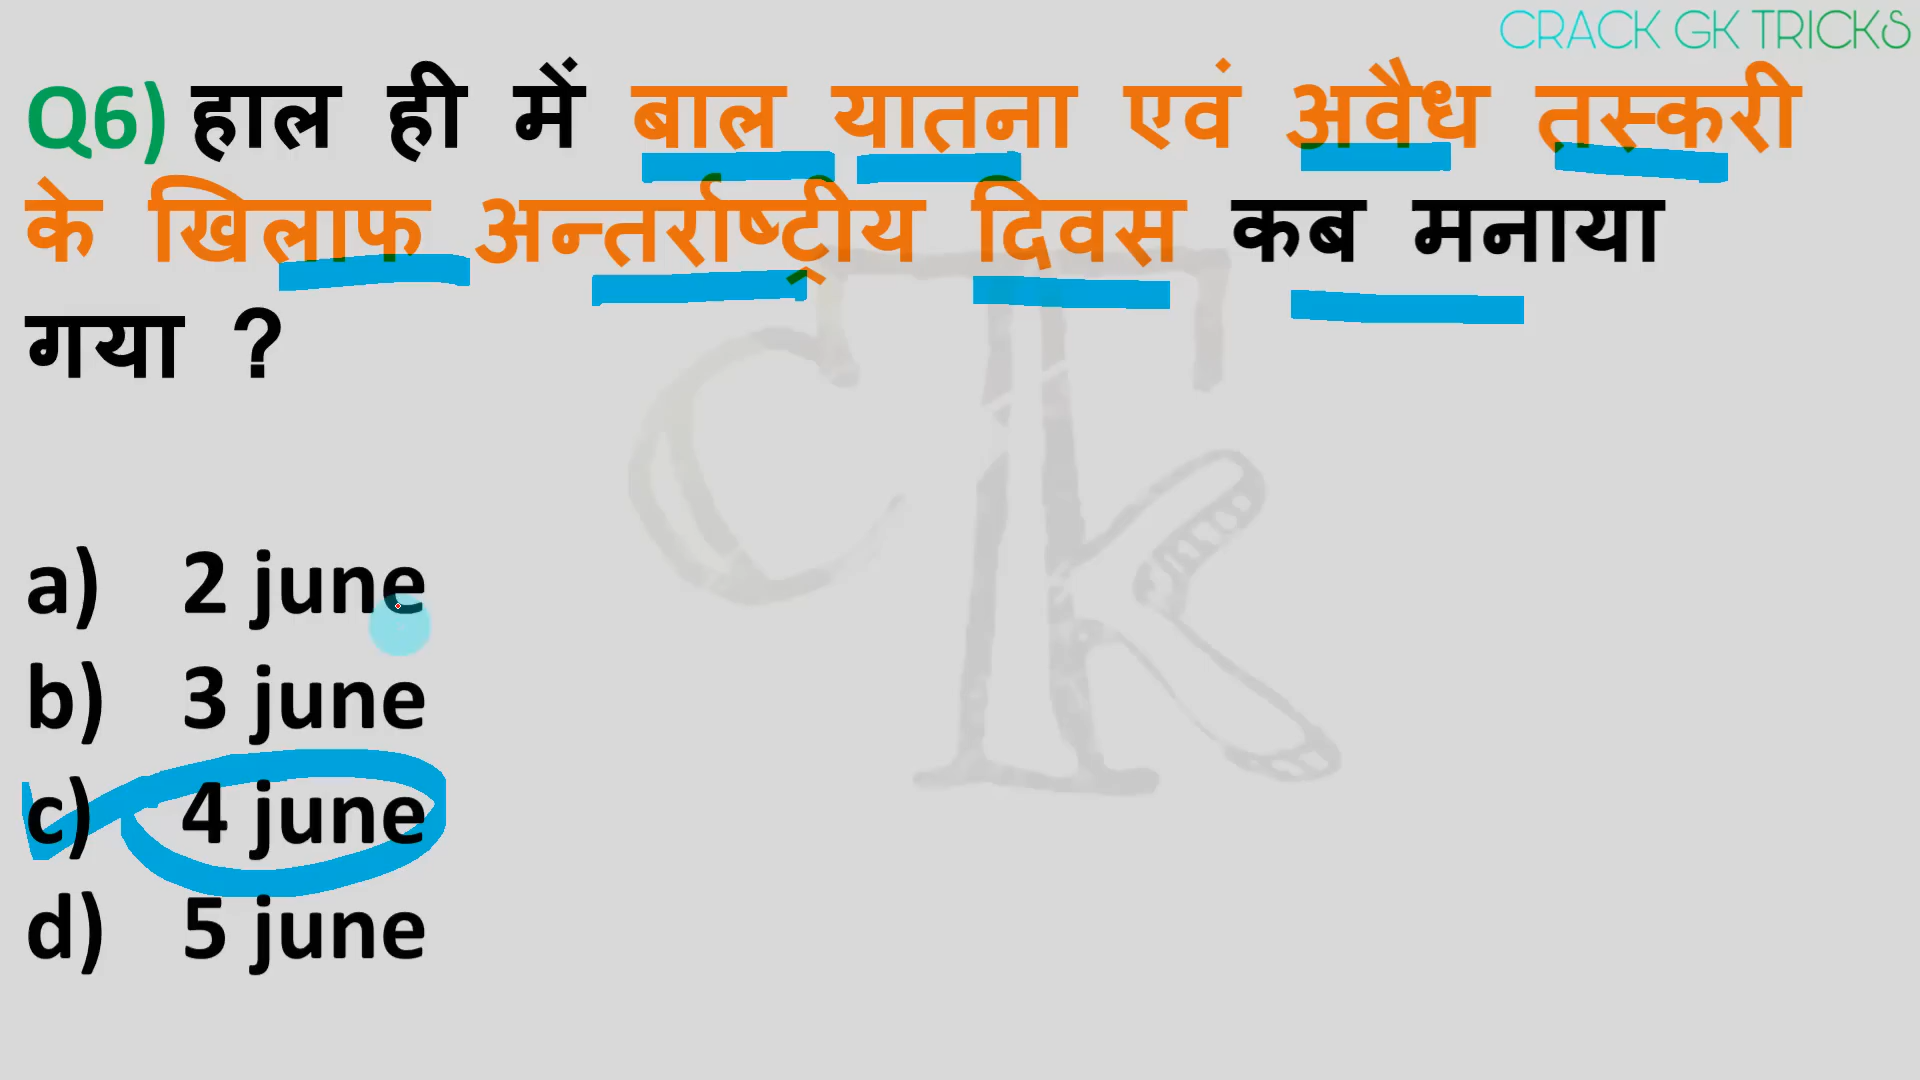 CRACK GK TRICKS
Q6) हाल ही में बाल यातना एवं अवैध तस्करी
के खिलाफ अन्तर्राष्ट्रीय दिवस कब मनाया
गया ?
a) 2 june
b) 3 june
c) 4 june
d) 5 june